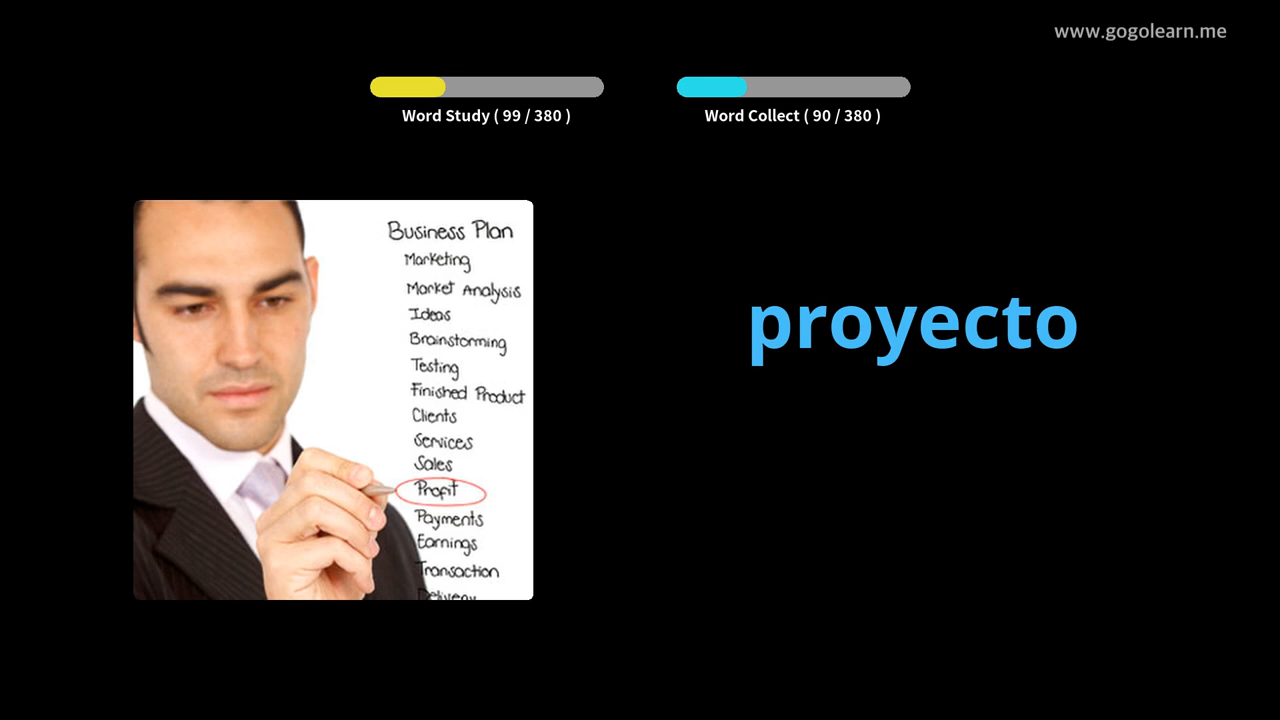 www.gogolearn.me
Word Study ( 99 / 380 )
Word Collect ( 90 / 380 )
Business Plan
Marketing
Market Analysis
Ideas
Brainstorming
Testing
Finished Product
Clients
Services
Sales
Profit
Payments
Earnings
Transaction
Delivery
proyecto